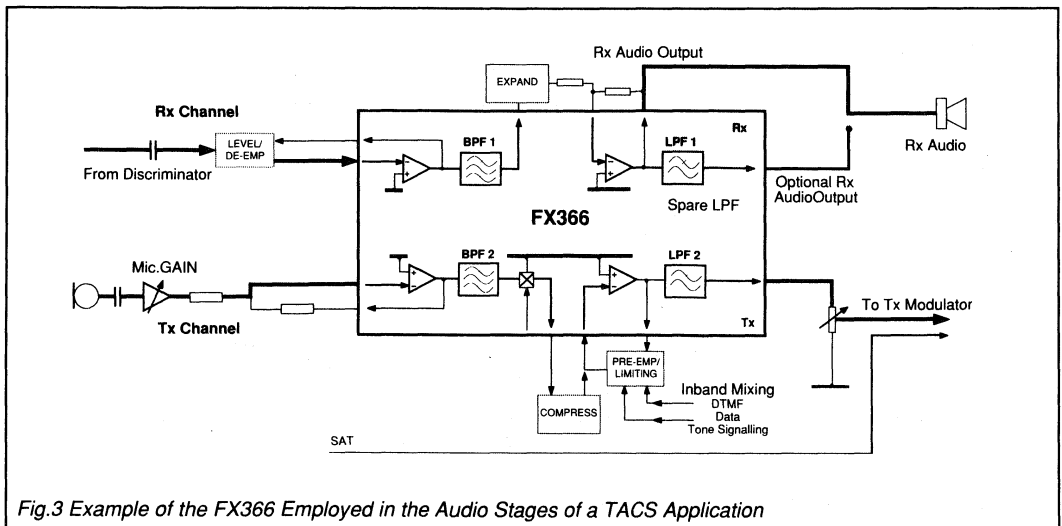 Rx Audio Output
EXPAND
Rx Channel
LEVEL/
DE-EMP
From Discriminator
BPF 1
Rx
LPF 1
Rx Audio
Spare LPF
Optional Rx
AudioOutput
FX366
Mic.GAIN
BPF 2
LPF 2
Tx Channel
To Tx Modulator
Tx
PRE-EMP/
LIMITING
Inband Mixing
DTMF
Data
Tone Signalling
COMPRESS
SAT
Fig.3 Example of the FX366 Employed in the Audio Stages of a TACS Application